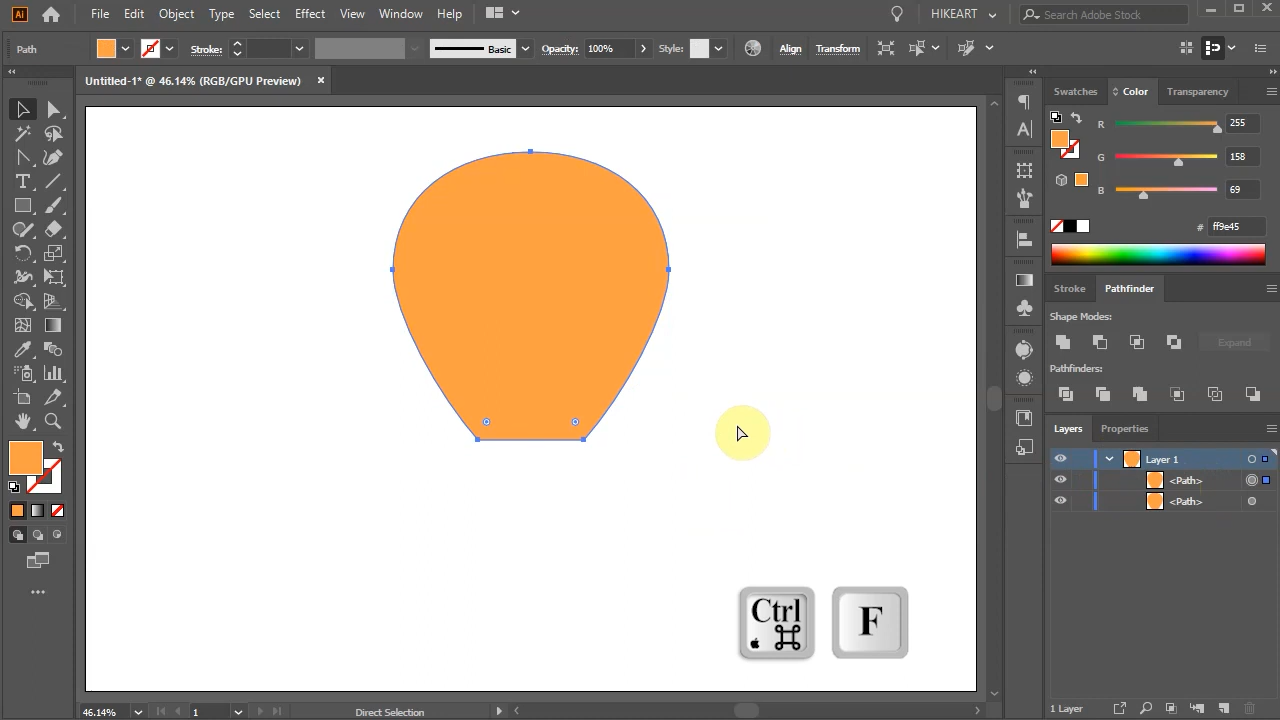 Ai File Edit Object Type Select Effect View Window Help HIKEART Search Adobe Stock
Path Stroke: Basic Opacity: 100% Style: Align Transform
Untitled-1* @ 46.14% (RGB/GPU Preview)
Swatches Color Transparency
R 255
G 158
B 69
# ff9e45
Stroke Pathfinder
Shape Modes:
Expand
Pathfinders:
Layers Properties
Layer 1
<Path>
<Path>
Ctrl F
46.14% 1 Direct Selection 1 Layer